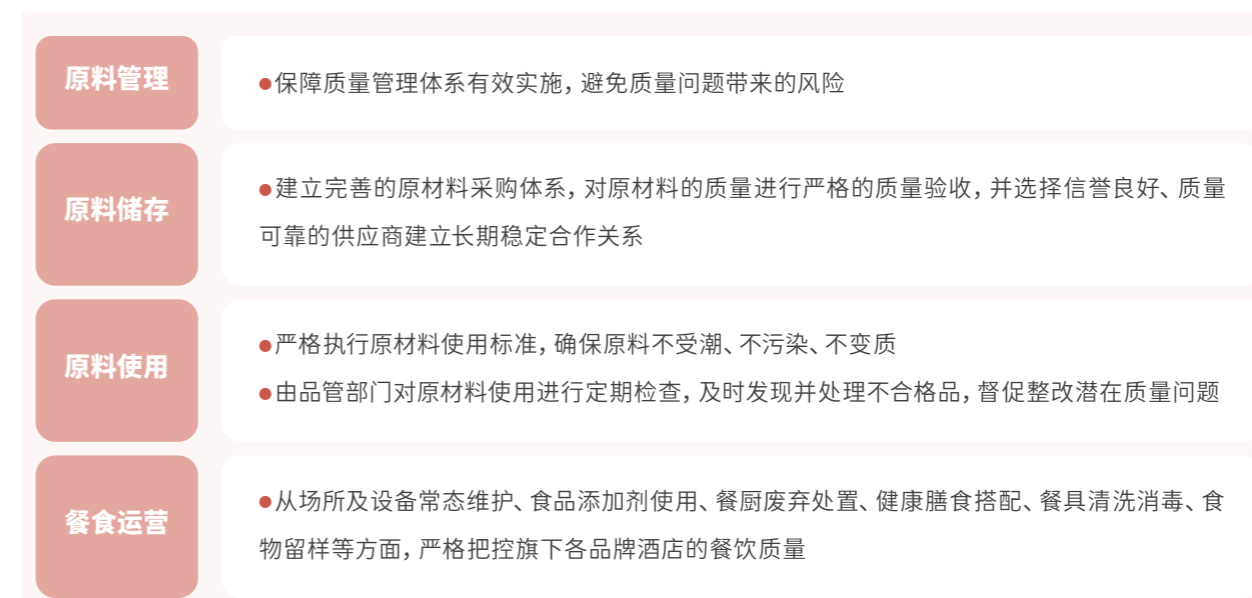 原料管理
●保障质量管理体系有效实施，避免质量问题带来的风险
原料储存
●建立完善的原材料采购体系，对原材料的质量进行严格的质量验收，并选择信誉良好、质量
可靠的供应商建立长期稳定合作关系
原料使用
●严格执行原材料使用标准，确保原料不受潮、不污染、不变质
●由品管部门对原材料使用进行定期检查，及时发现并处理不合格品，督促整改潜在质量问题
餐食运营
●从场所及设备常态维护、食品添加剂使用、餐厨废弃处置、健康膳食搭配、餐具清洗消毒、食
物留样等方面，严格把控旗下各品牌酒店的餐饮质量